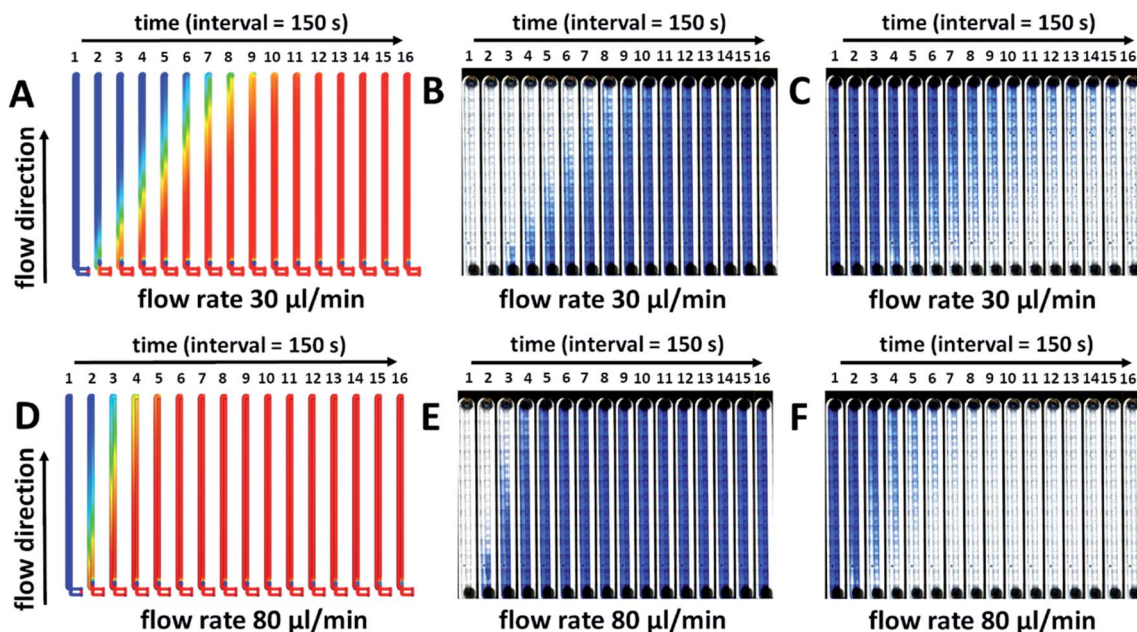 time (interval = 150 s)
time (interval = 150 s)
time (interval = 150 s)
1 2 3 4 5 6 7 8 9 10 11 12 13 14 15 16
1 2 3 4 5 6 7 8 9 10 11 12 13 14 15 16
1 2 3 4 5 6 7 8 9 10 11 12 13 14 15 16
A
B
C
flow direction
flow rate 30 µl/min
flow rate 30 µl/min
flow rate 30 µl/min
time (interval = 150 s)
time (interval = 150 s)
time (interval = 150 s)
1 2 3 4 5 6 7 8 9 10 11 12 13 14 15 16
1 2 3 4 5 6 7 8 9 10 11 12 13 14 15 16
1 2 3 4 5 6 7 8 9 10 11 12 13 14 15 16
D
E
F
flow direction
flow rate 80 µl/min
flow rate 80 µl/min
flow rate 80 µl/min